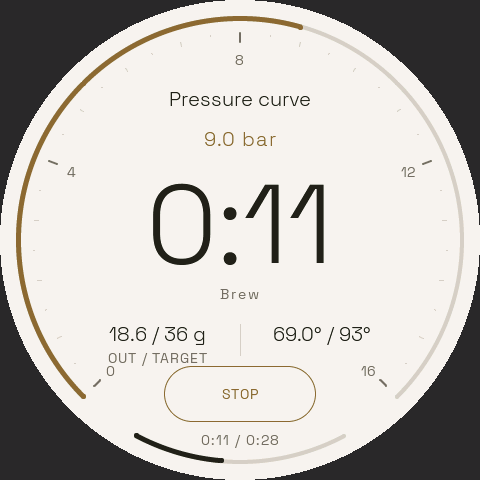 8
Pressure curve
9.0 bar
4
12
0:11
Brew
18.6 / 36 g
69.0° / 93°
OUT / TARGET
0
16
STOP
0:11 / 0:28